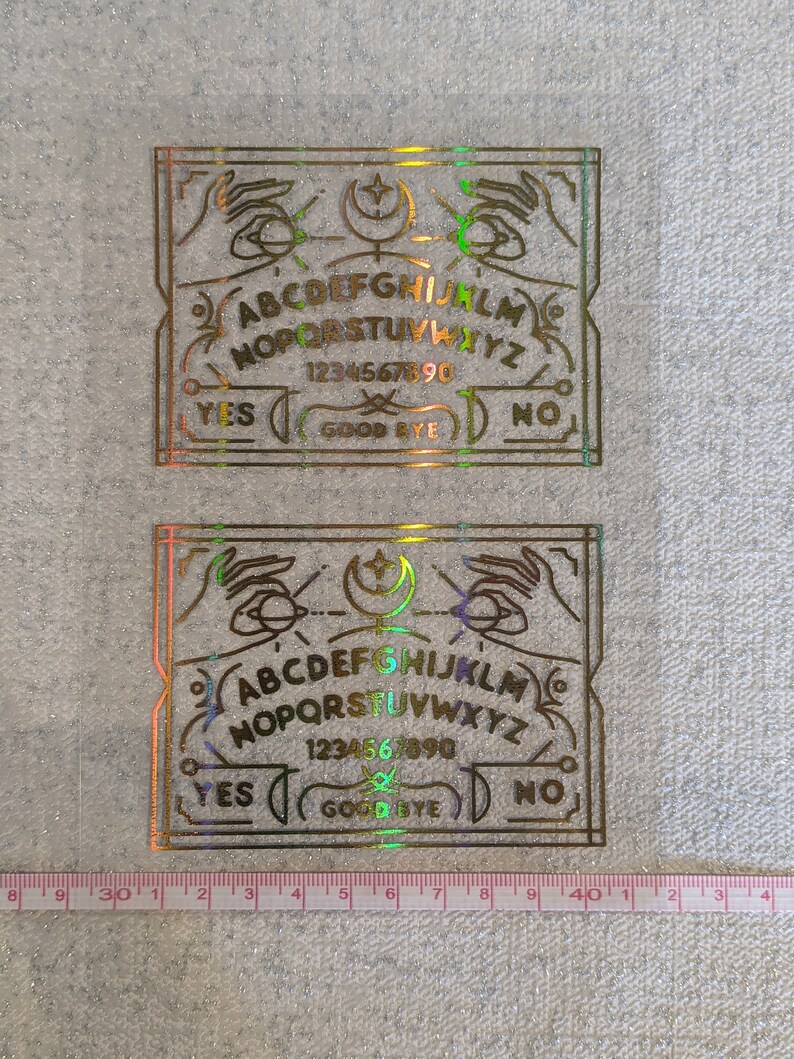 ABCDEFGHIJKLM
NOPQRSTUVWXYZ
1234567890
YES
GOOD BYE
NO
ABCDEFGHIJKLM
NOPQRSTUVWXYZ
1234567890
YES
GOOD BYE
NO
8 9 30 1 2 3 4 5 6 7 8 9 40 1 2 3 4